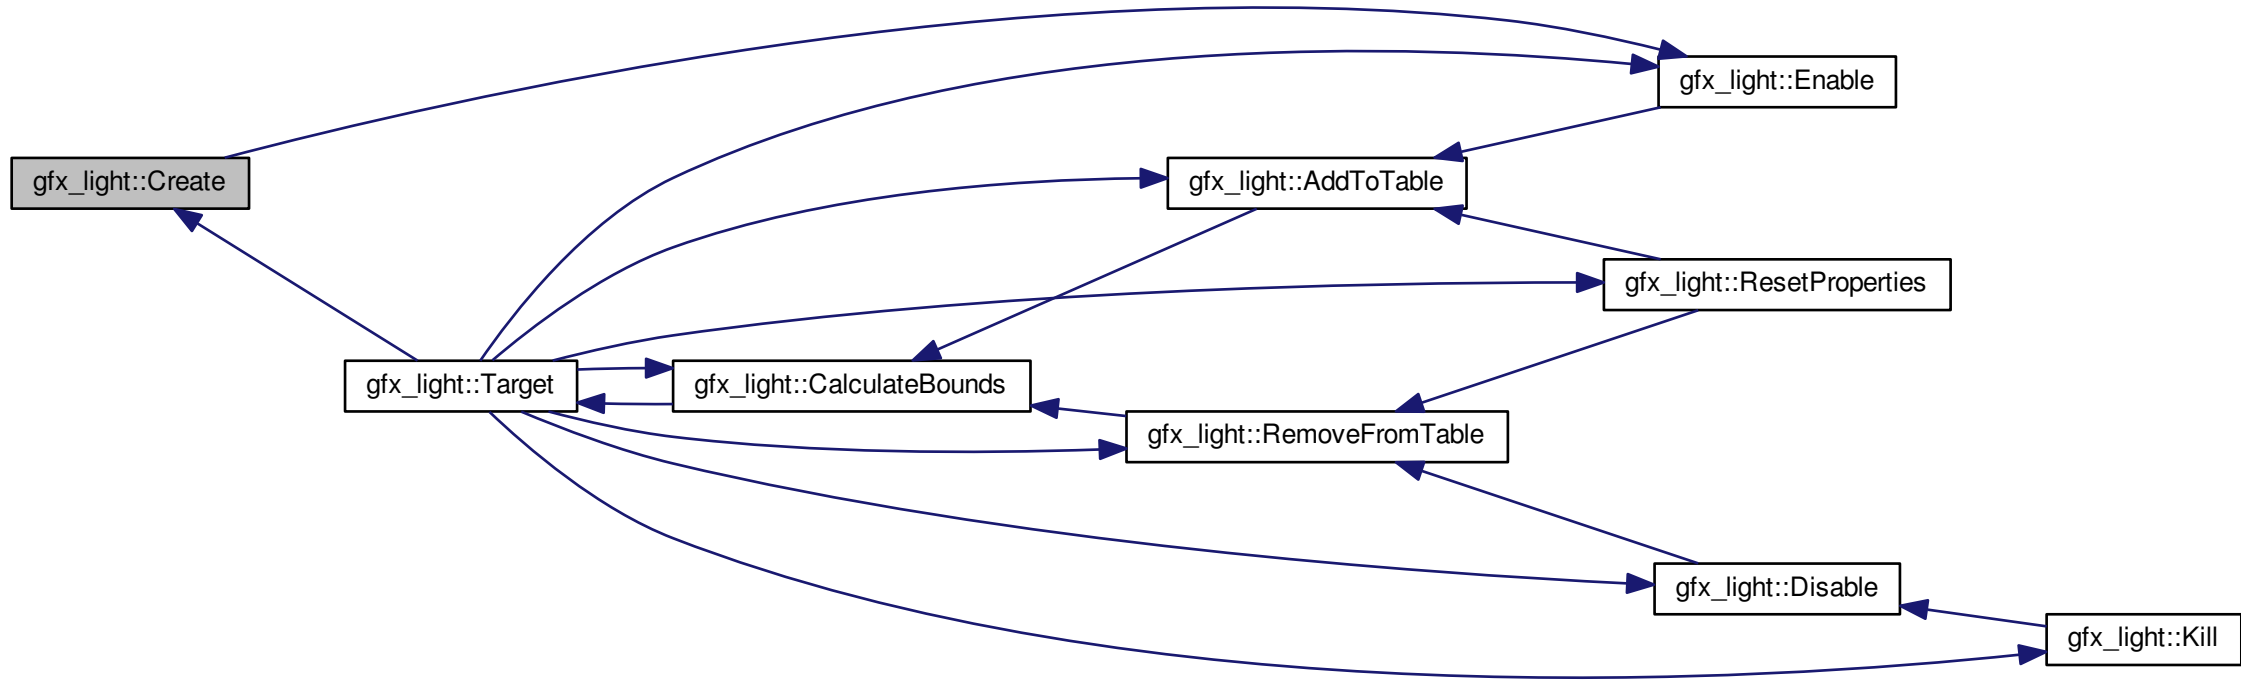 gfx_light::Enable
gfx_light::Create
gfx_light::AddToTable
gfx_light::ResetProperties
gfx_light::Target
gfx_light::CalculateBounds
gfx_light::RemoveFromTable
gfx_light::Disable
gfx_light::Kill